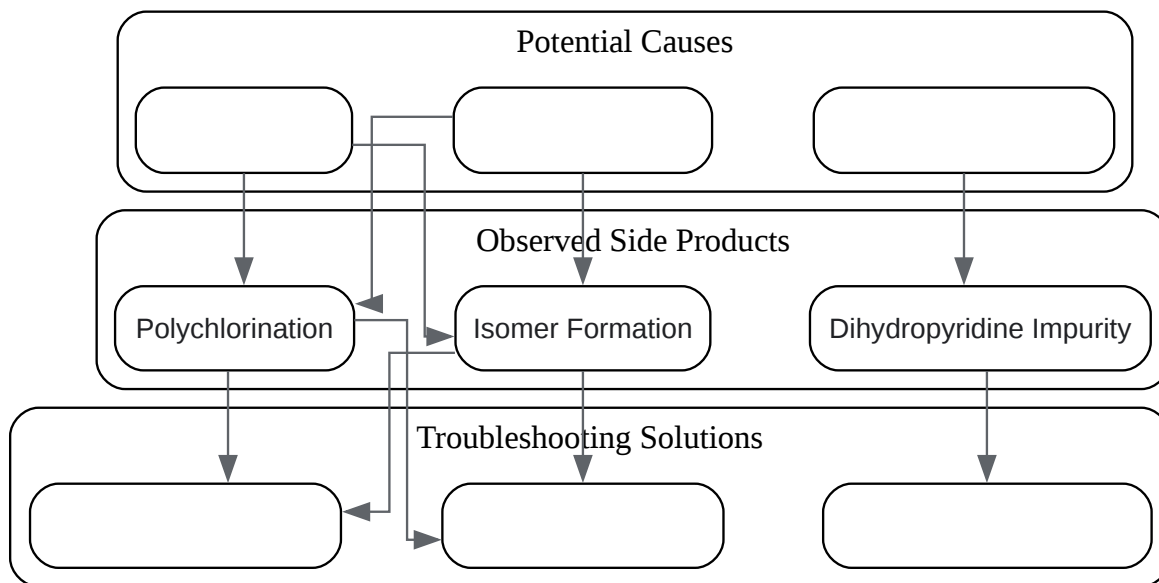 Potential Causes
Observed Side Products
Polychlorination
Isomer Formation
Dihydropyridine Impurity
Troubleshooting Solutions